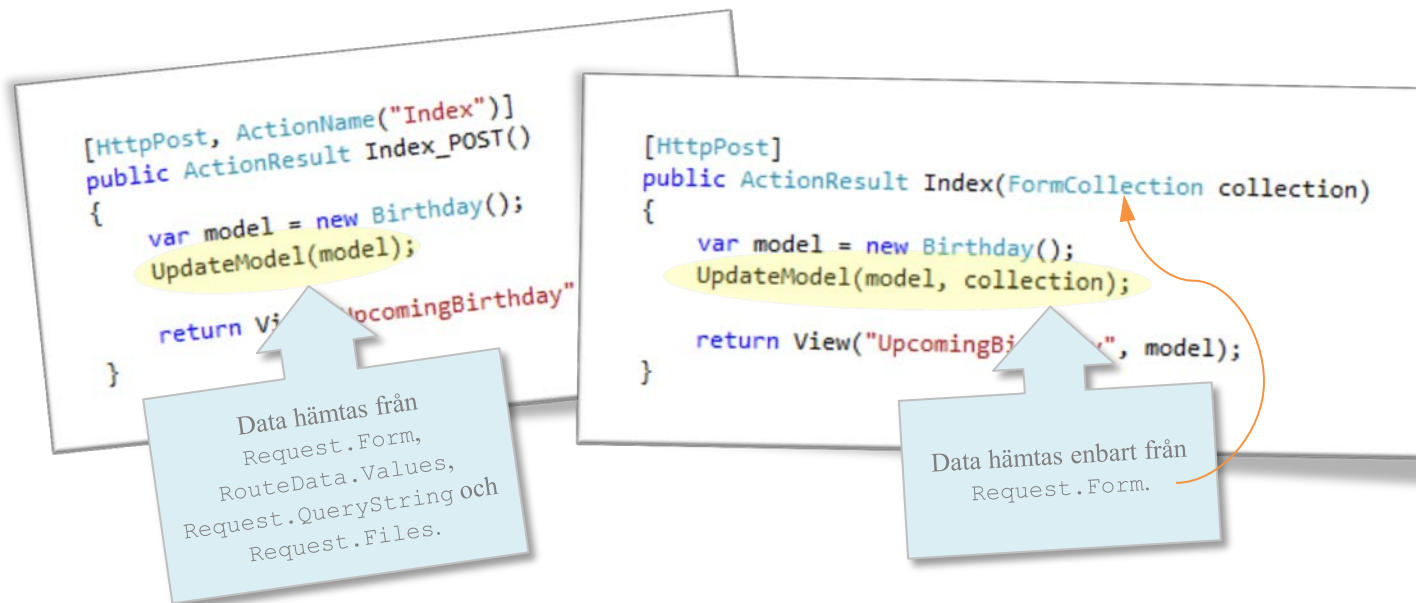 [HttpPost, ActionName("Index")]
public ActionResult Index_POST()
{
var model = new Birthday();
UpdateModel(model);
return
}
Data hämtas från
Request.Form,
RouteData.Values,
Request.QueryString och
Request.Files.
[HttpPost]
public ActionResult Index(FormCollection collection)
{
var model = new Birthday();
UpdateModel(model, collection);
return View( , model);
}
Data hämtas enbart från
Request.Form.